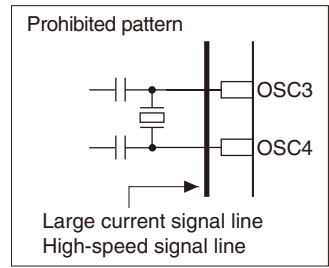 Prohibited pattern
OSC3
OSC4
Large current signal line
High-speed signal line